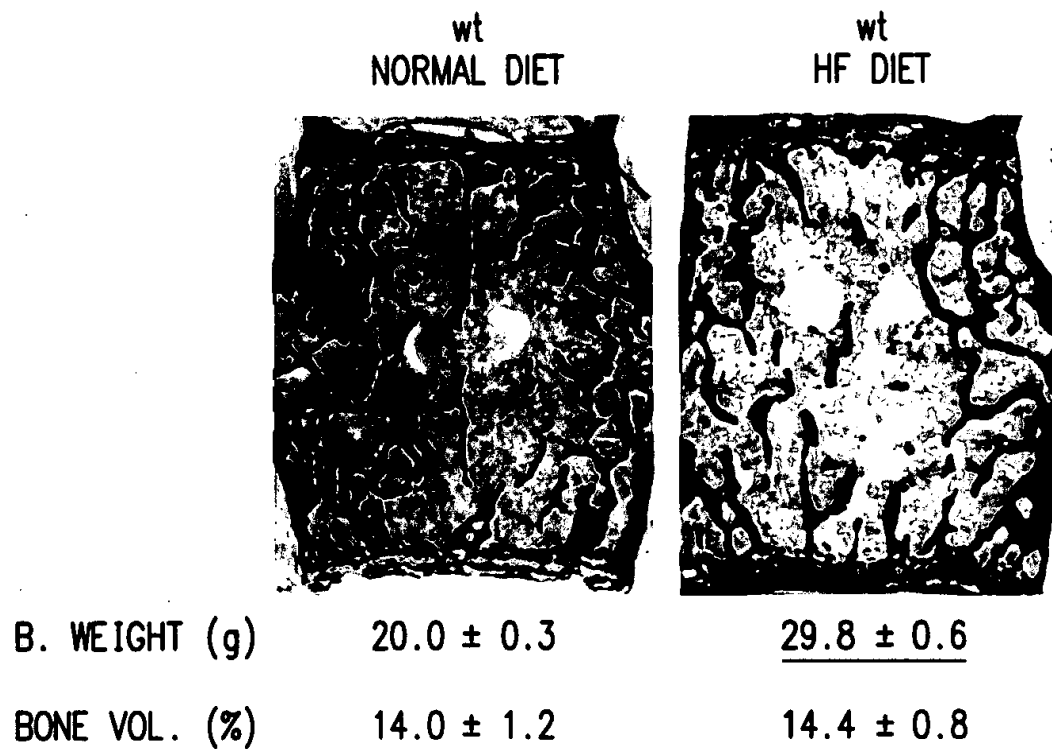 wt
NORMAL DIET
wt
HF DIET
B. WEIGHT (g) 20.0 ± 0.3 29.8 ± 0.6
BONE VOL. (%) 14.0 ± 1.2 14.4 ± 0.8